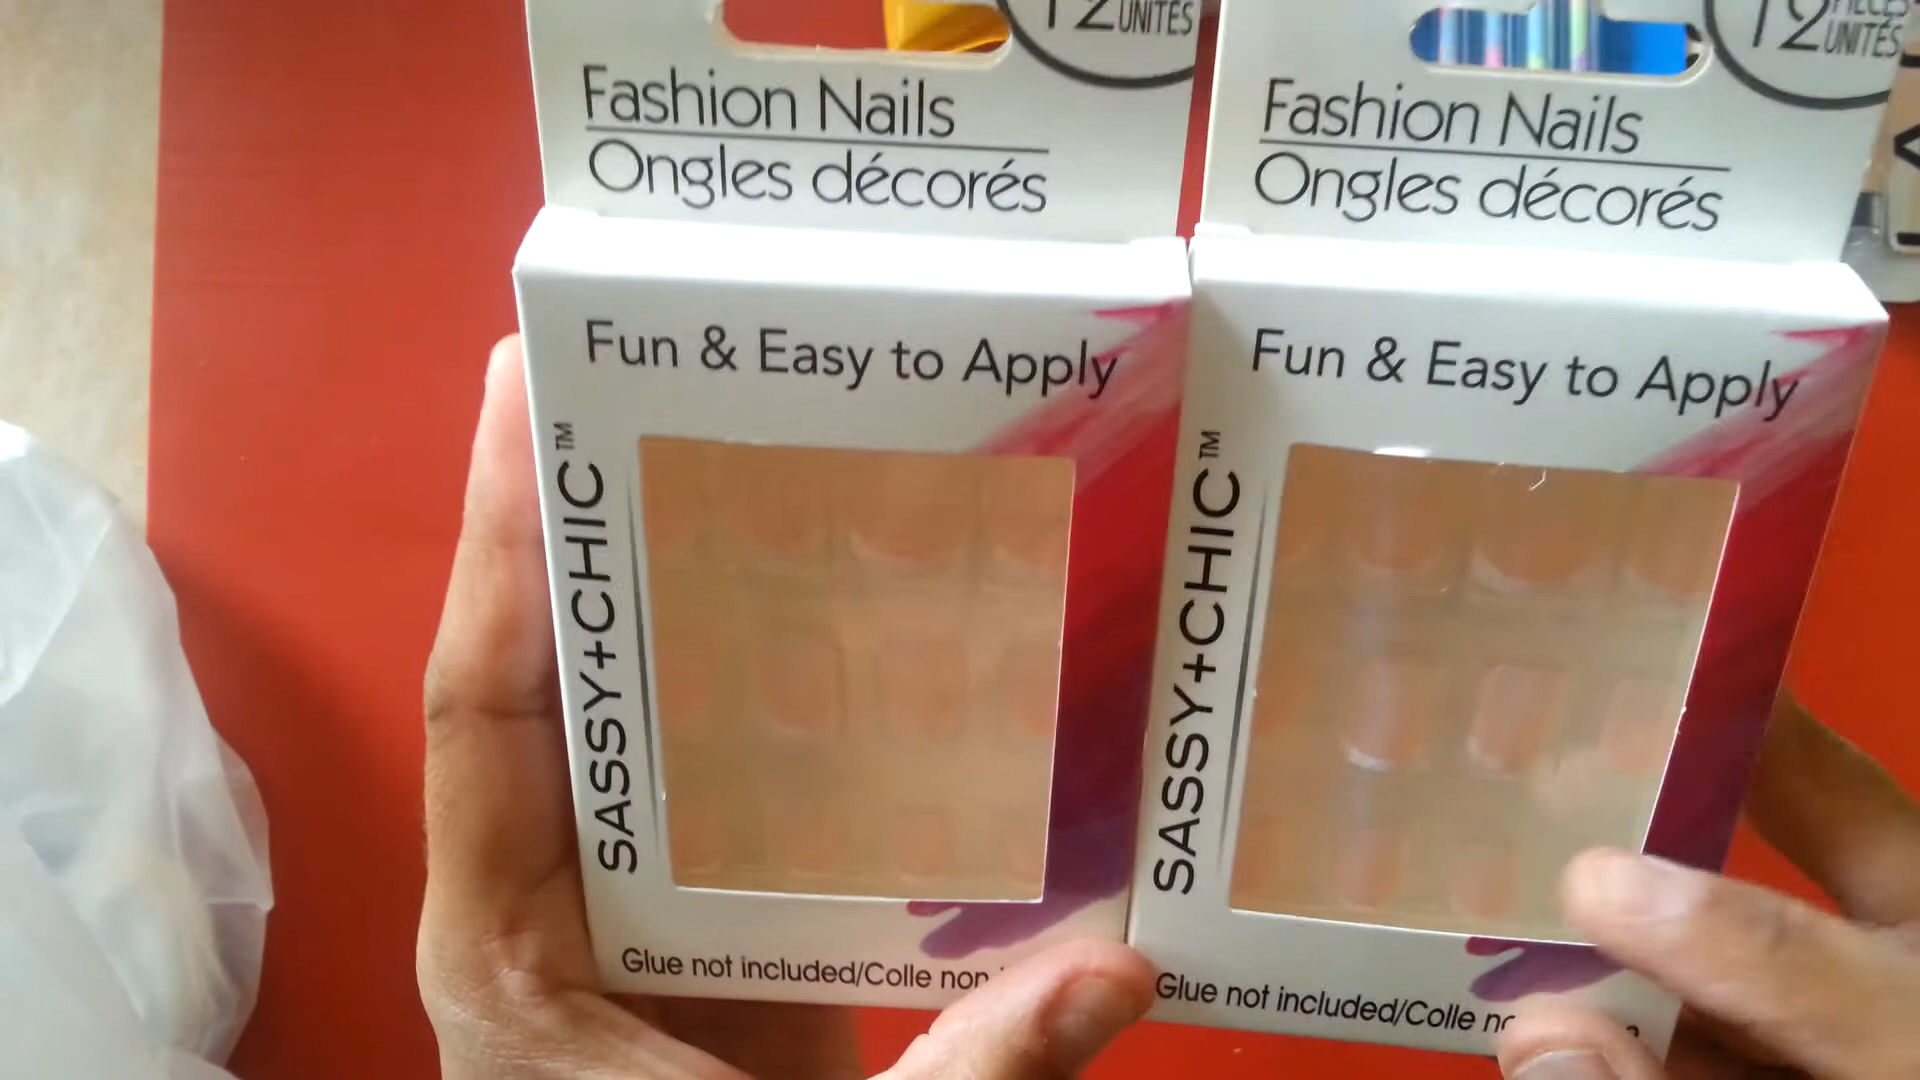 12 UNITÉS
Fashion Nails
Ongles décorés
Fun & Easy to Apply
SASSY+CHIC™
Glue not included/Colle non
12 PIECES
UNITÉS
Fashion Nails
Ongles décorés
Fun & Easy to Apply
SASSY+CHIC™
Glue not included/Colle